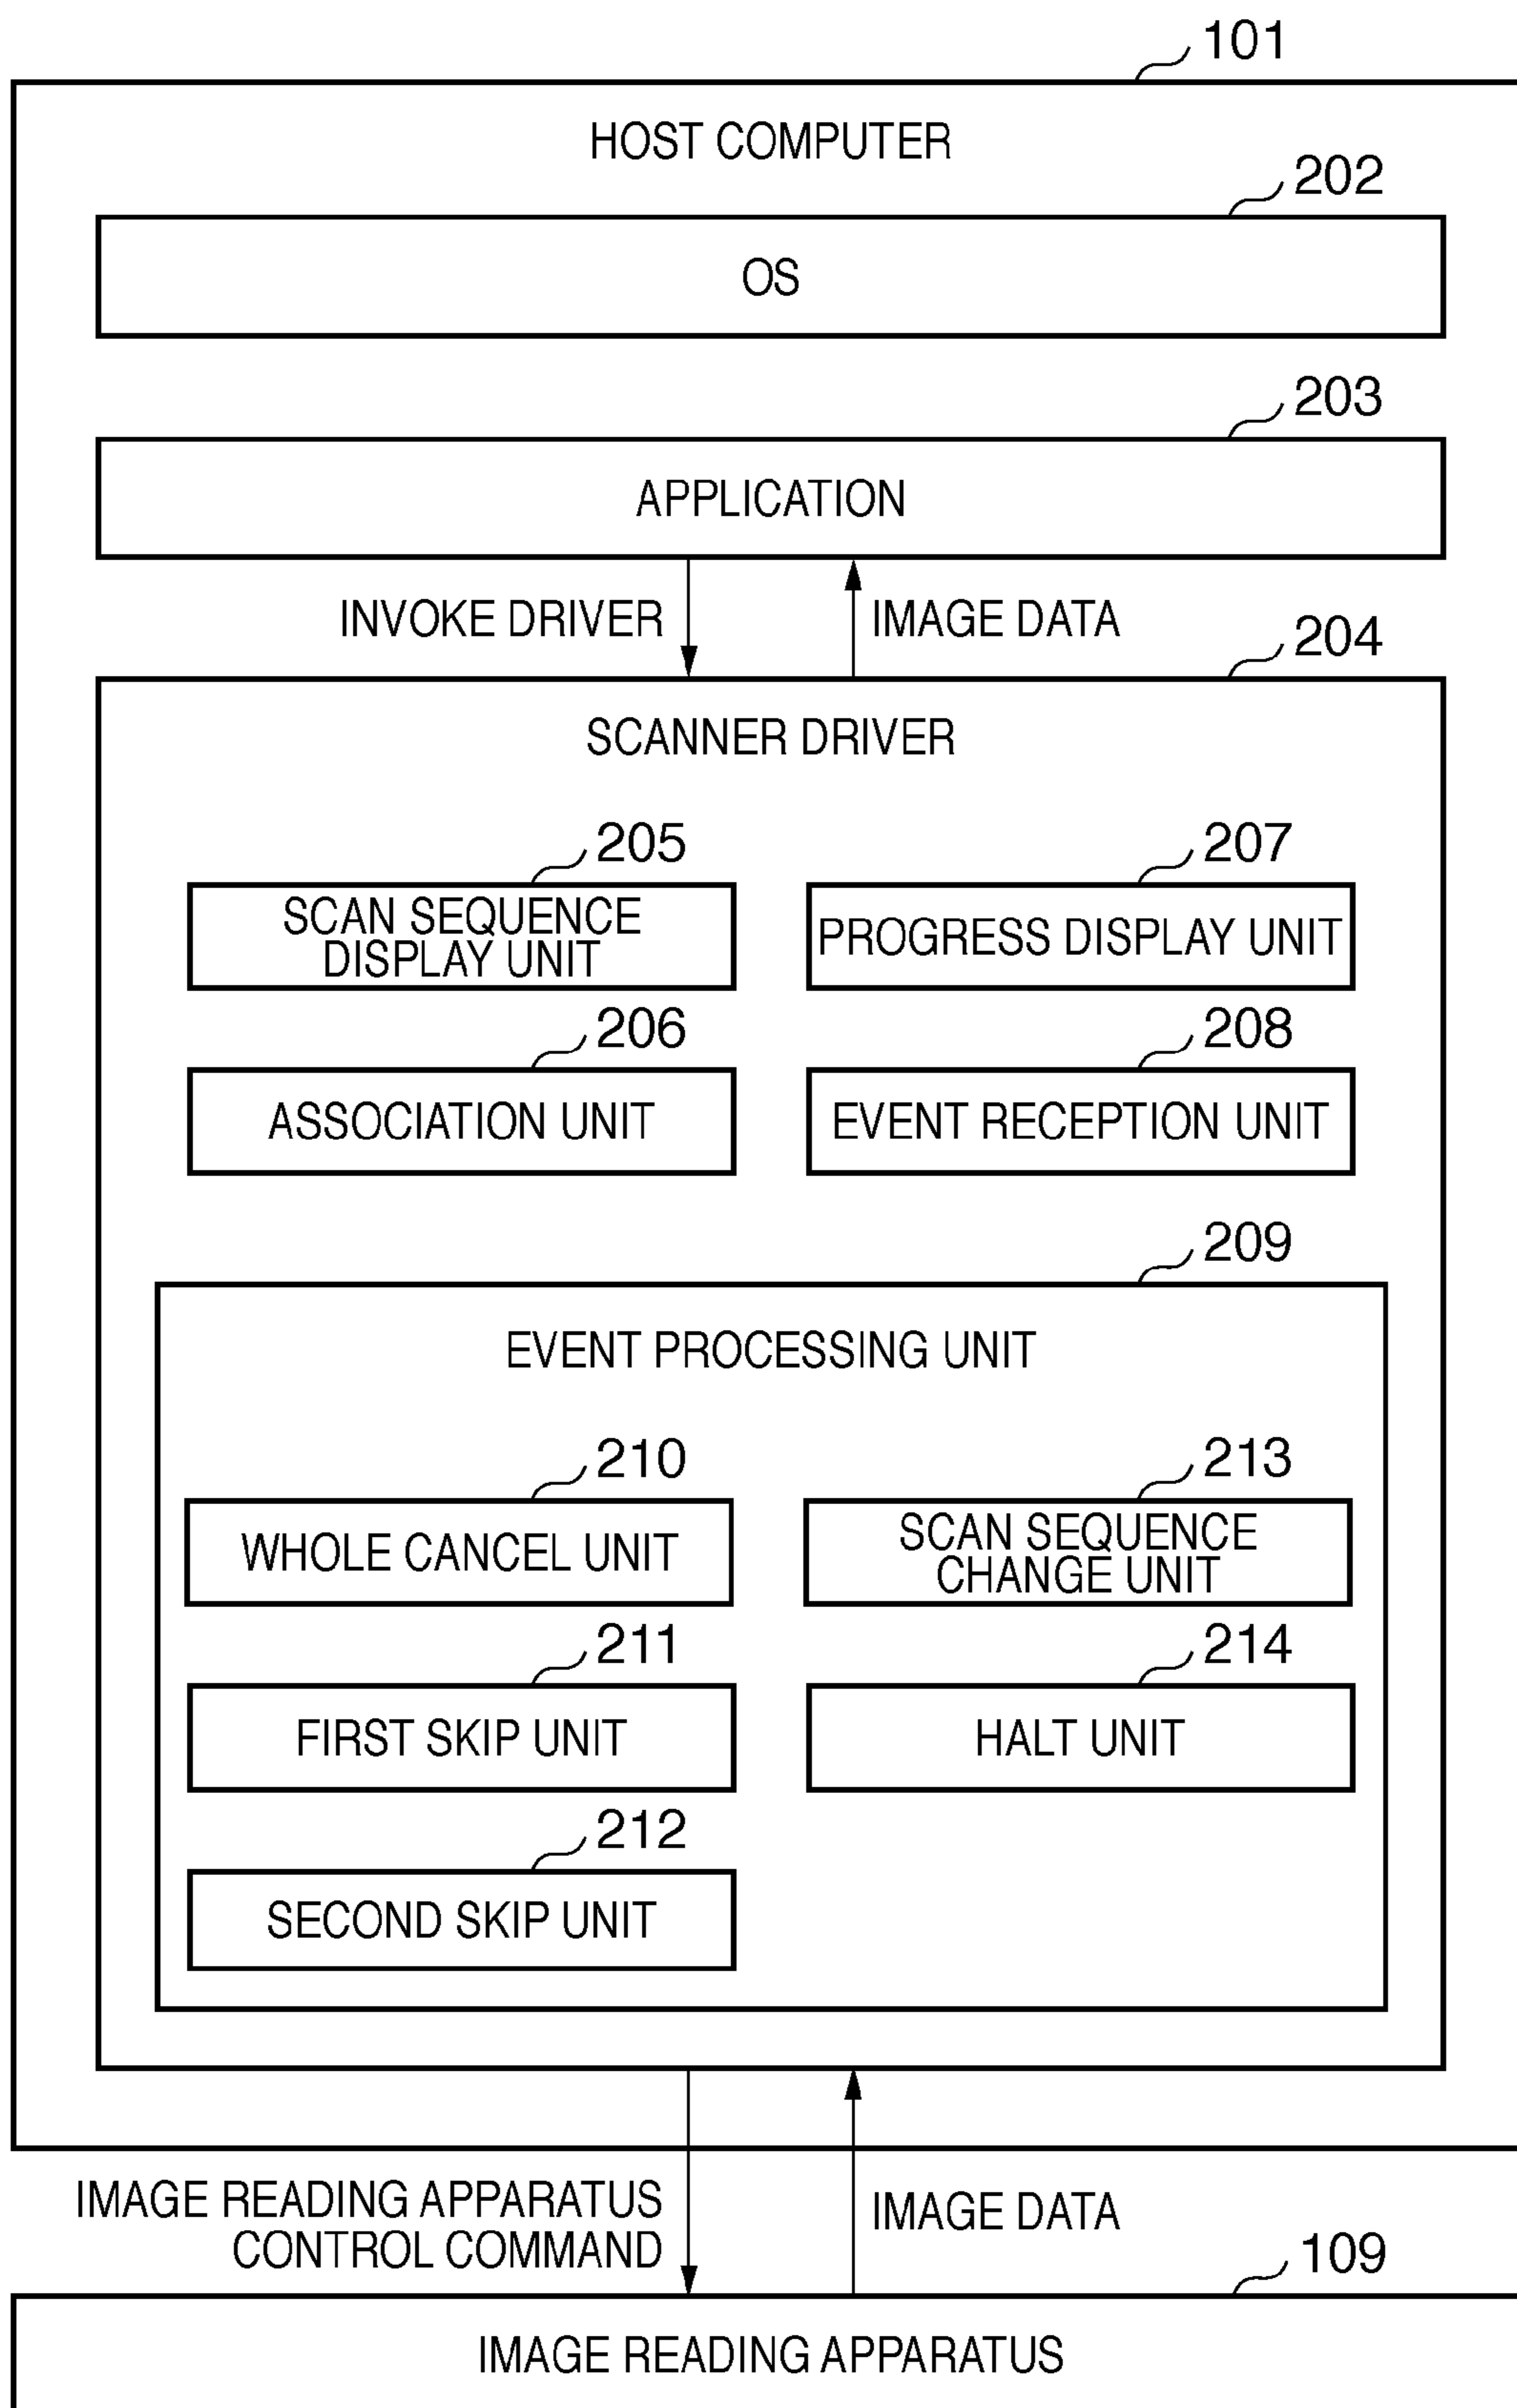 101
HOST COMPUTER
202
OS
203
APPLICATION
INVOKE DRIVER
IMAGE DATA
204
SCANNER DRIVER
205
SCAN SEQUENCE
DISPLAY UNIT
207
PROGRESS DISPLAY UNIT
206
ASSOCIATION UNIT
208
EVENT RECEPTION UNIT
209
EVENT PROCESSING UNIT
210
WHOLE CANCEL UNIT
213
SCAN SEQUENCE
CHANGE UNIT
211
FIRST SKIP UNIT
214
HALT UNIT
212
SECOND SKIP UNIT
IMAGE READING APPARATUS
CONTROL COMMAND
IMAGE DATA
109
IMAGE READING APPARATUS